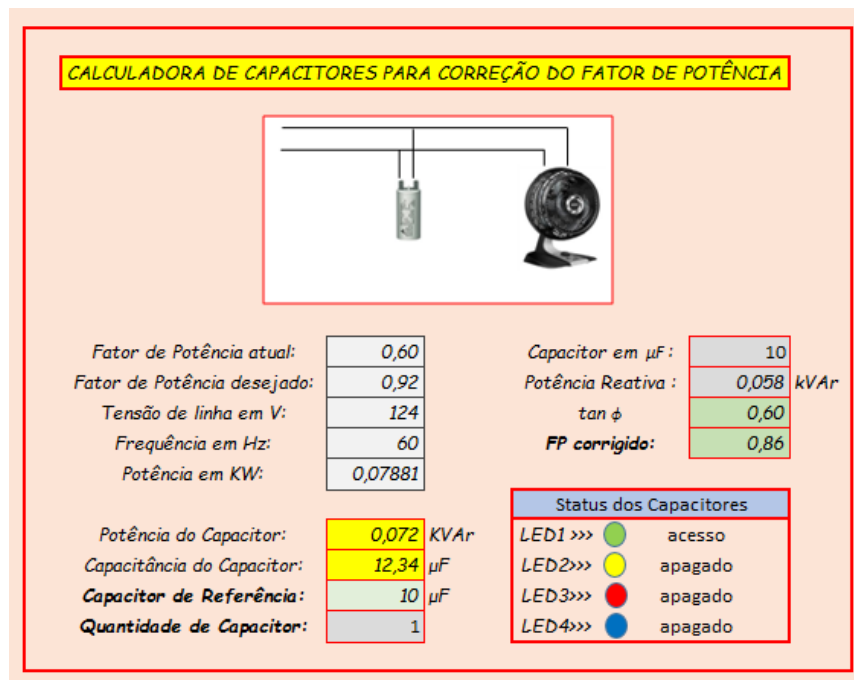 CALCULADORA DE CAPACITORES PARA CORREÇÃO DO FATOR DE POTÊNCIA
Fator de Potência atual: 0,60
Fator de Potência desejado: 0,92
Tensão de linha em V: 124
Frequência em Hz: 60
Potência em KW: 0,07881
Potência do Capacitor: 0,072 KVAr
Capacitância do Capacitor: 12,34 µF
Capacitor de Referência: 10 µF
Quantidade de Capacitor: 1
Capacitor em µF: 10
Potência Reativa : 0,058 kVAr
tan ϕ 0,60
FP corrigido: 0,86
Status dos Capacitores
LED1 >>> acesso
LED2>>> apagado
LED3>>> apagado
LED4>>> apagado